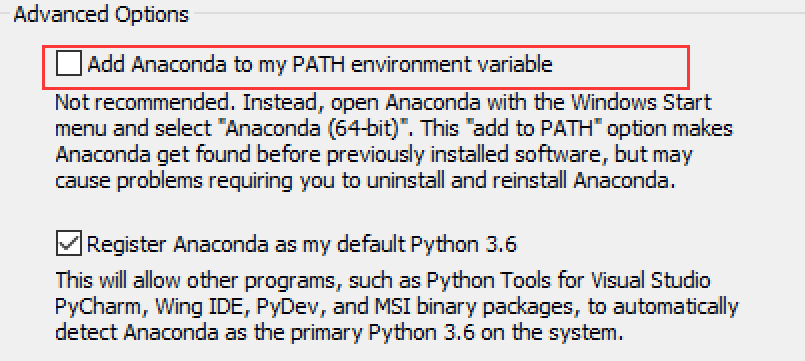 Advanced Options
Add Anaconda to my PATH environment variable
Not recommended. Instead, open Anaconda with the Windows Start
menu and select "Anaconda (64-bit)". This "add to PATH" option makes
Anaconda get found before previously installed software, but may
cause problems requiring you to uninstall and reinstall Anaconda.
Register Anaconda as my default Python 3.6
This will allow other programs, such as Python Tools for Visual Studio
PyCharm, Wing IDE, PyDev, and MSI binary packages, to automatically
detect Anaconda as the primary Python 3.6 on the system.